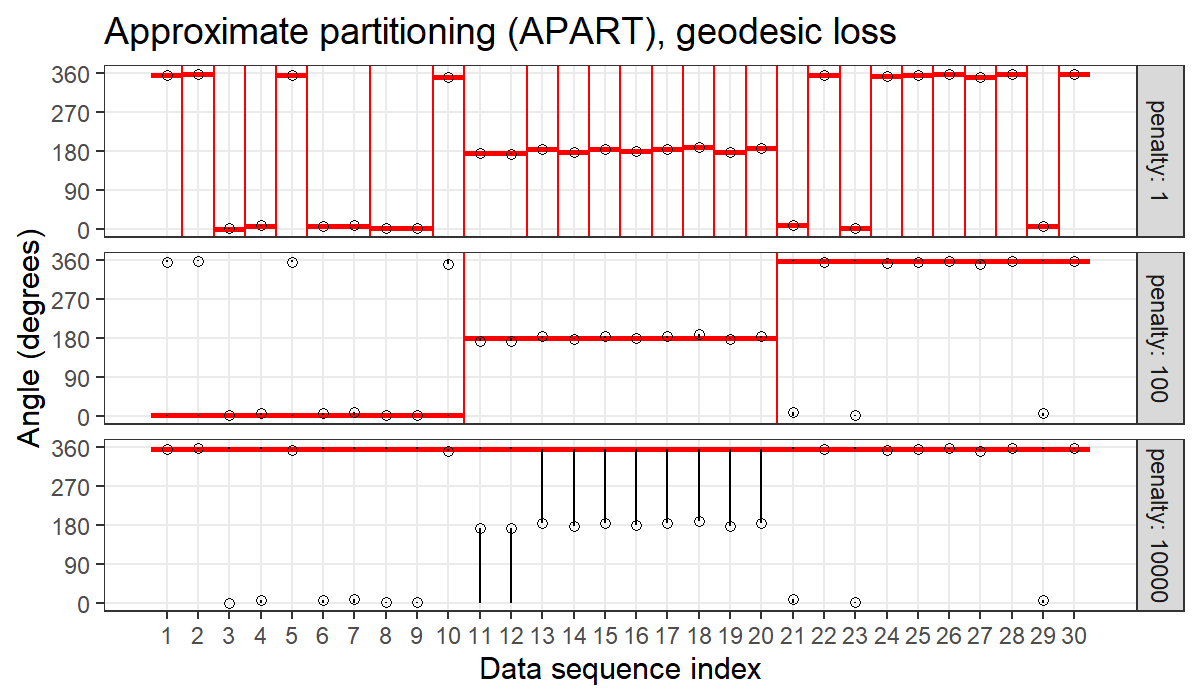 Approximate partitioning (APART), geodesic loss
Angle (degrees)
360
270
180
90
0
penalty: 1
360
270
180
90
0
penalty: 100
360
270
180
90
0
penalty: 10000
1 2 3 4 5 6 7 8 9 10 11 12 13 14 15 16 17 18 19 20 21 22 23 24 25 26 27 28 29 30
Data sequence index